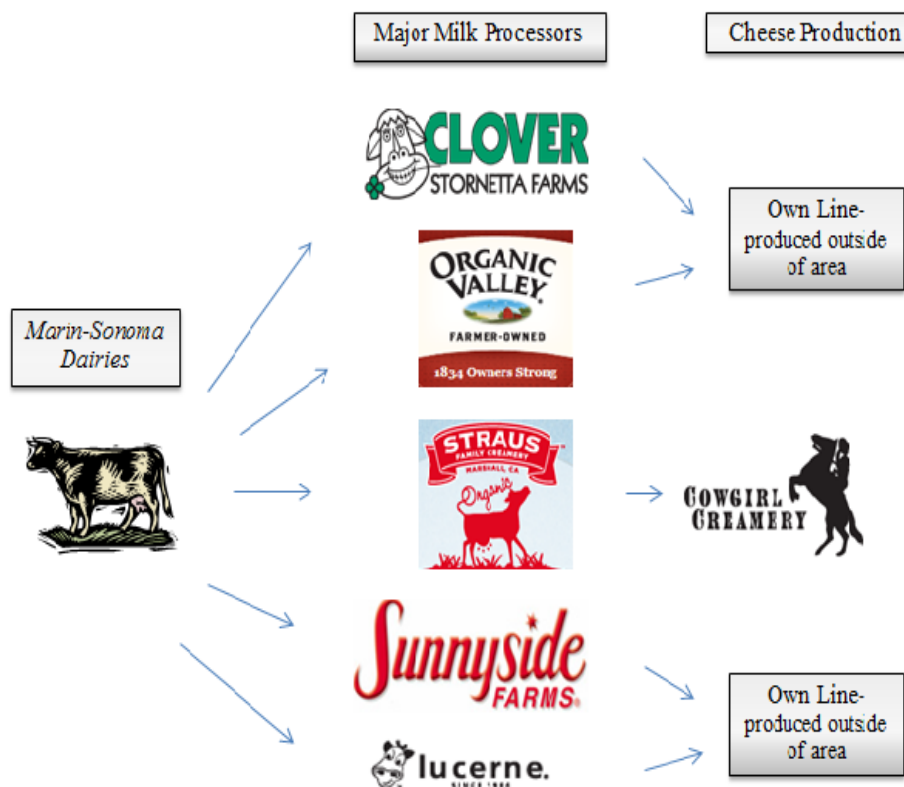 Major Milk Processors
Cheese Production
CLOVER
STORNETTA FARMS
Own Line-
produced outside
of area
ORGANIC
VALLEY®
FARMER-OWNED
1834 Owners Strong
Marin-Sonoma
Dairies
STRAUS™
FAMILY CREAMERY
MARSHALL, CA
Organic
COWGIRL
CREAMERY
Sunnyside
FARMS®
Own Line-
produced outside
of area
lucerne.